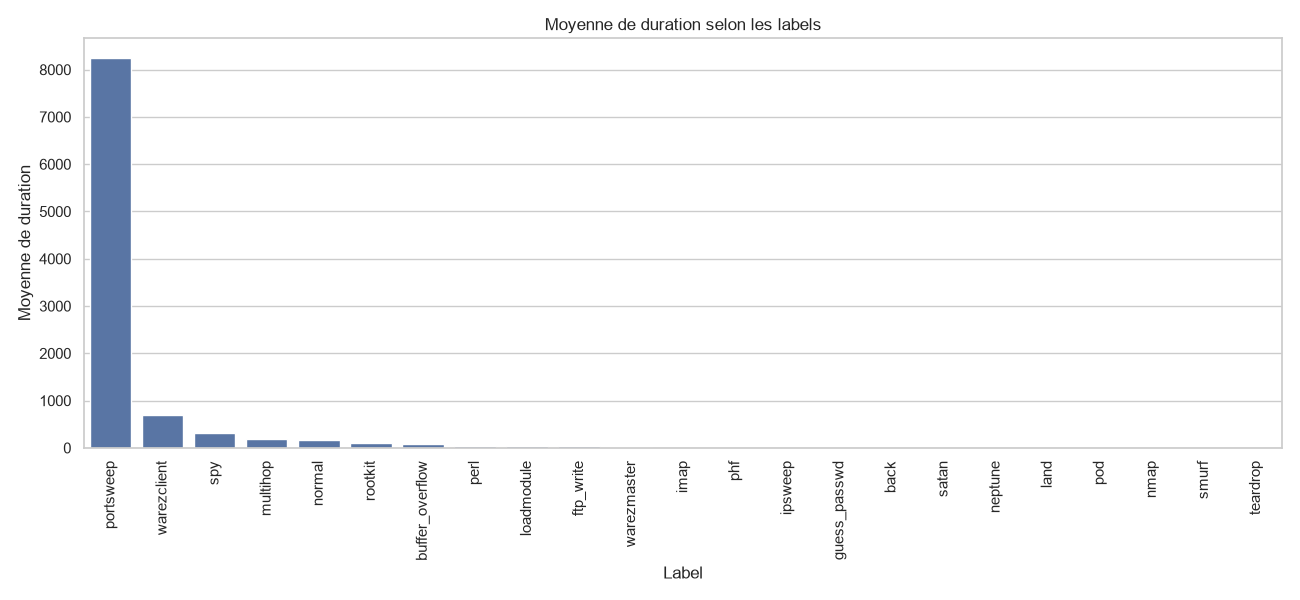 Moyenne de duration selon les labels
Moyenne de duration
8000
7000
6000
5000
4000
3000
2000
1000
0
portsweep
warezclient
spy
multihop
normal
rootkit
buffer_overflow
perl
loadmodule
ftp_write
warezmaster
imap
phf
ipsweep
guess_passwd
back
satan
neptune
land
pod
nmap
smurf
teardrop
Label